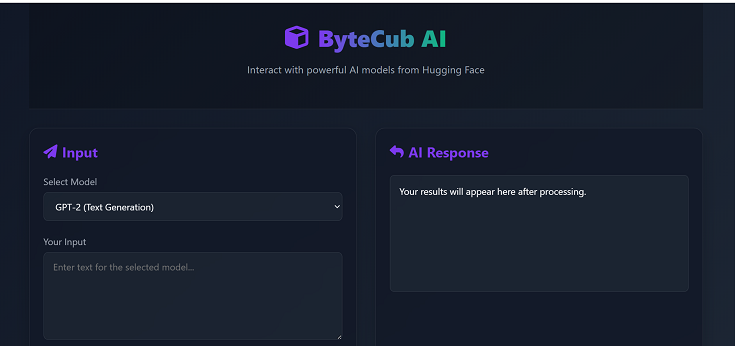 ByteCub AI
Interact with powerful AI models from Hugging Face
Input
Select Model
GPT-2 (Text Generation)
Your Input
Enter text for the selected model...
AI Response
Your results will appear here after processing.